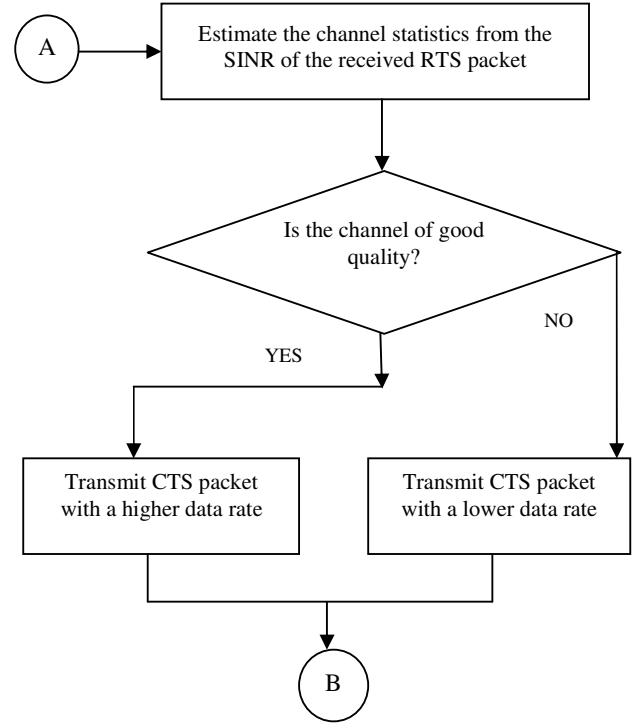 A
Estimate the channel statistics from the
SINR of the received RTS packet
Is the channel of good
quality?
NO
YES
Transmit CTS packet
with a higher data rate
Transmit CTS packet
with a lower data rate
B